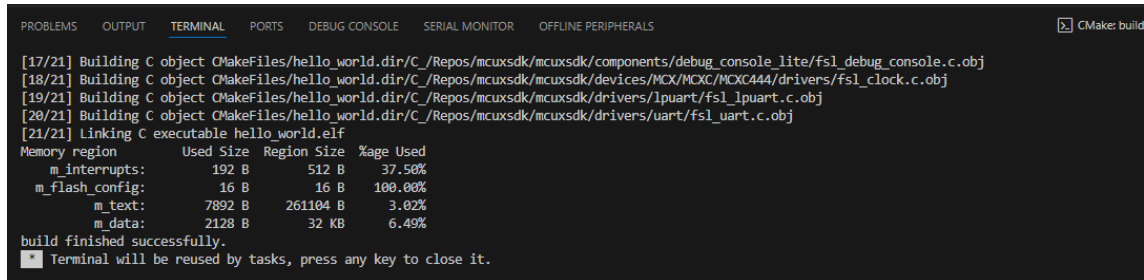 PROBLEMS OUTPUT TERMINAL PORTS DEBUG CONSOLE SERIAL MONITOR OFFLINE PERIPHERALS CMake: build
[17/21] Building C object CMakeFiles/hello_world.dir/C_/Repos/mcuxsdk/mcuxsdk/components/debug_console_lite/fsl_debug_console.c.obj
[18/21] Building C object CMakeFiles/hello_world.dir/C_/Repos/mcuxsdk/mcuxsdk/devices/MCX/MCXC/MCXC444/drivers/fsl_clock.c.obj
[19/21] Building C object CMakeFiles/hello_world.dir/C_/Repos/mcuxsdk/mcuxsdk/drivers/lpuart/fsl_lpuart.c.obj
[20/21] Building C object CMakeFiles/hello_world.dir/C_/Repos/mcuxsdk/mcuxsdk/drivers/uart/fsl_uart.c.obj
[21/21] Linking C executable hello_world.elf
Memory region Used Size Region Size %age Used
m_interrupts: 192 B 512 B 37.50%
m_flash_config: 16 B 16 B 100.00%
m_text: 7892 B 261104 B 3.02%
m_data: 2128 B 32 KB 6.49%
build finished successfully.
* Terminal will be reused by tasks, press any key to close it.